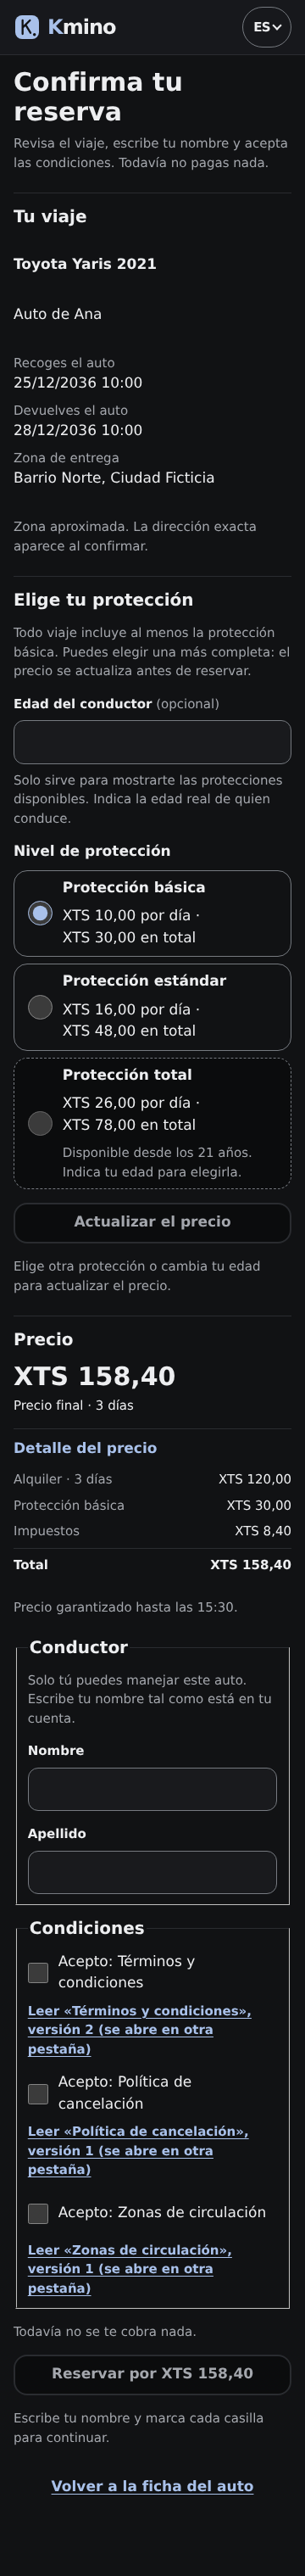 Kmino
ES
Confirma tu
reserva
Revisa el viaje, escribe tu nombre y acepta
las condiciones. Todavía no pagas nada.
Tu viaje
Toyota Yaris 2021
Auto de Ana
Recoges el auto
25/12/2036 10:00
Devuelves el auto
28/12/2036 10:00
Zona de entrega
Barrio Norte, Ciudad Ficticia
Zona aproximada. La dirección exacta
aparece al confirmar.
Elige tu protección
Todo viaje incluye al menos la protección
básica. Puedes elegir una más completa: el
precio se actualiza antes de reservar.
Edad del conductor (opcional)
Solo sirve para mostrarte las protecciones
disponibles. Indica la edad real de quien
conduce.
Nivel de protección
Protección básica
XTS 10,00 por día ·
XTS 30,00 en total
Protección estándar
XTS 16,00 por día ·
XTS 48,00 en total
Protección total
XTS 26,00 por día ·
XTS 78,00 en total
Disponible desde los 21 años.
Indica tu edad para elegirla.
Actualizar el precio
Elige otra protección o cambia tu edad
para actualizar el precio.
Precio
XTS 158,40
Precio final · 3 días
Detalle del precio
Alquiler · 3 días XTS 120,00
Protección básica XTS 30,00
Impuestos XTS 8,40
Total XTS 158,40
Precio garantizado hasta las 15:30.
Conductor
Solo tú puedes manejar este auto.
Escribe tu nombre tal como está en tu
cuenta.
Nombre
Apellido
Condiciones
Acepto: Términos y
condiciones
Leer «Términos y condiciones»,
versión 2 (se abre en otra
pestaña)
Acepto: Política de
cancelación
Leer «Política de cancelación»,
versión 1 (se abre en otra
pestaña)
Acepto: Zonas de circulación
Leer «Zonas de circulación»,
versión 1 (se abre en otra
pestaña)
Todavía no se te cobra nada.
Reservar por XTS 158,40
Escribe tu nombre y marca cada casilla
para continuar.
Volver a la ficha del auto